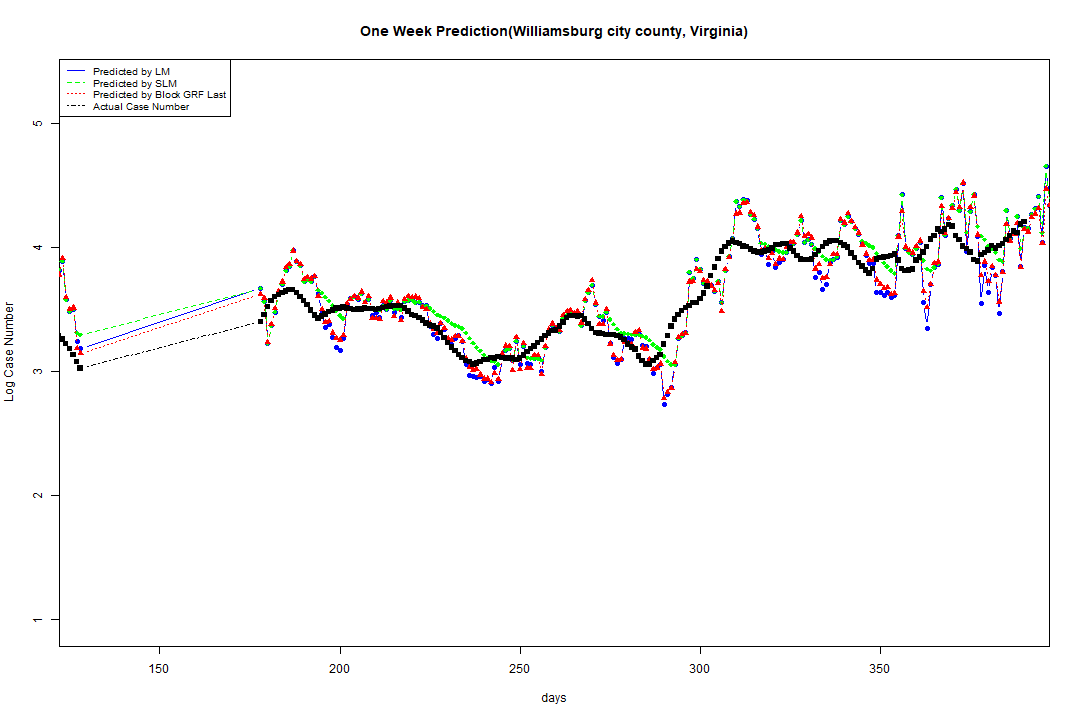 One Week Prediction(Williamsburg city county, Virginia)
Predicted by LM
Predicted by SLM
Predicted by Block GRF Last
Actual Case Number
Log Case Number
5
4
3
2
1
150 200 250 300 350
days